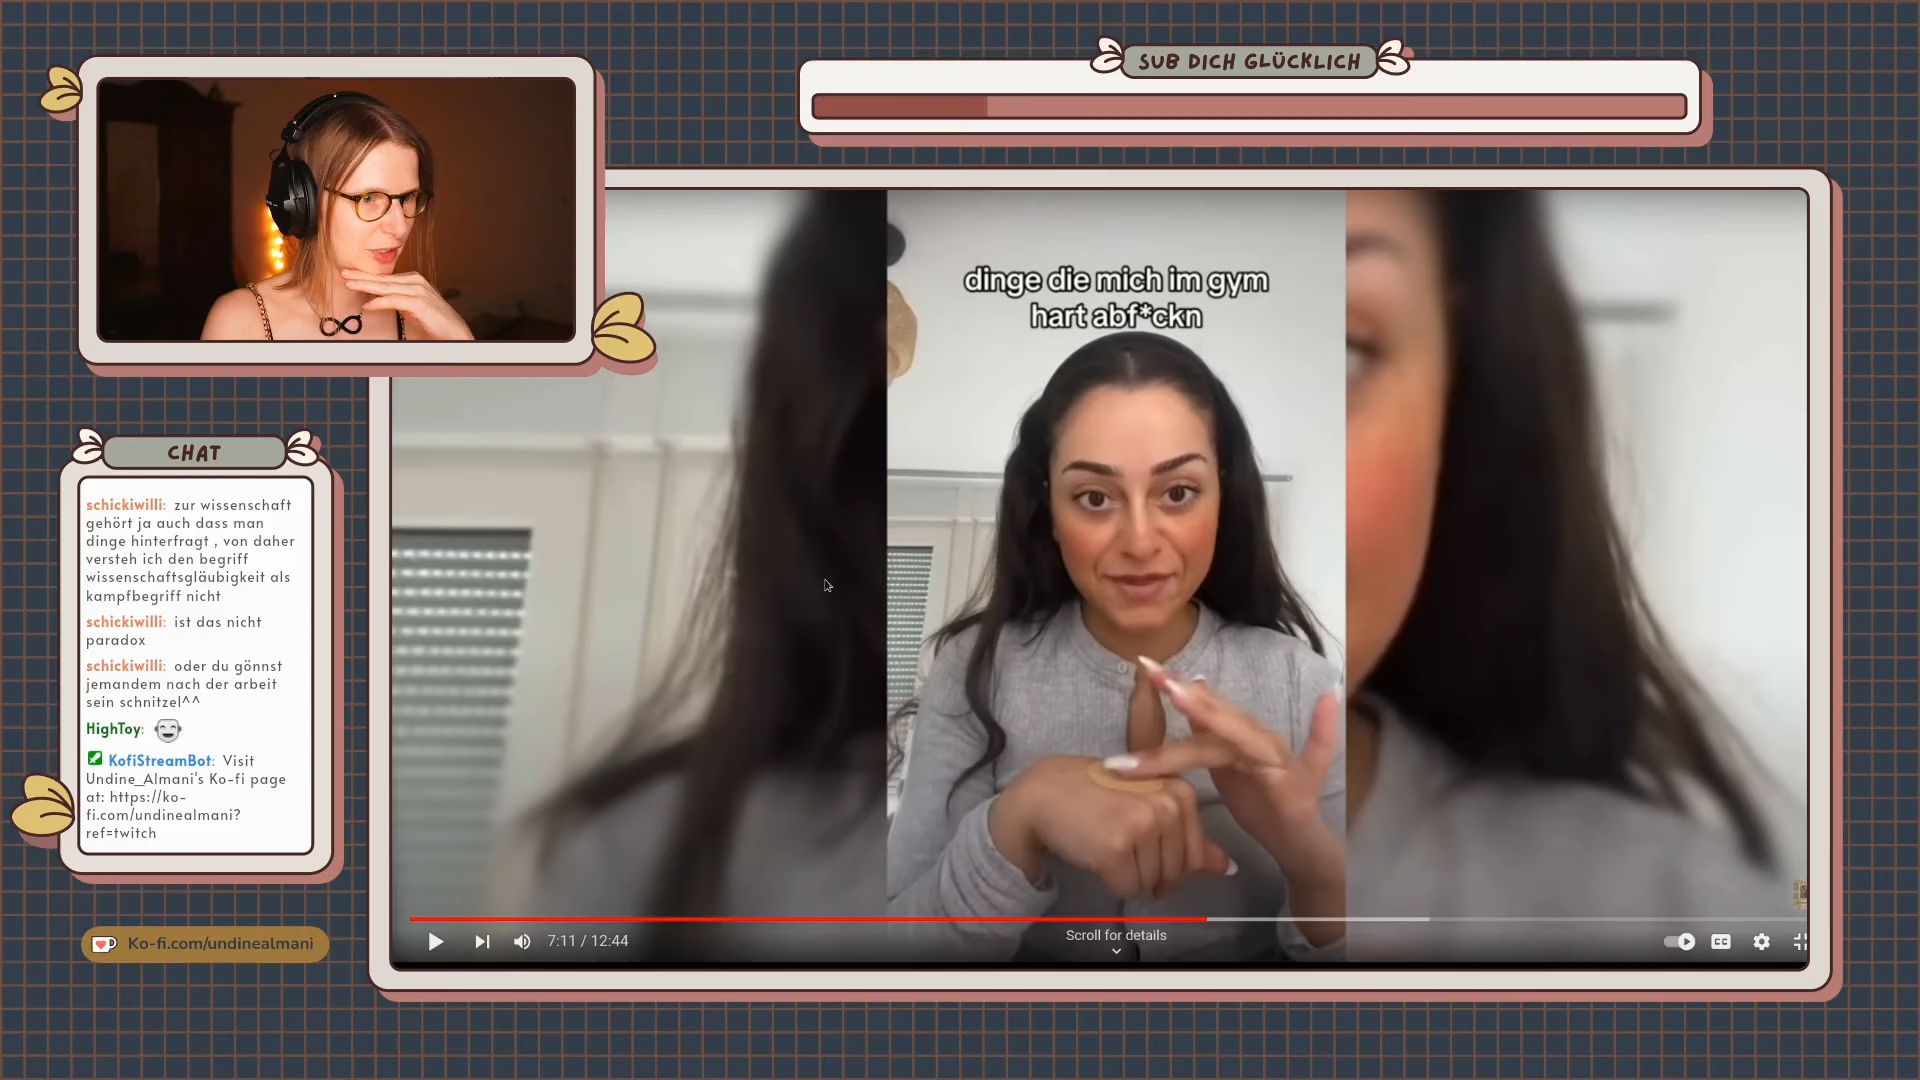 SUB DICH GLÜCKLICH
dinge die mich im gym
hart abf*ckn
CHAT
schickiwilli: zur wissenschaft
gehört ja auch dass man
dinge hinterfragt , von daher
versteh ich den begriff
wissenschaftsgläubigkeit als
kampfbegriff nicht
schickiwilli: ist das nicht
paradox
schickiwilli: oder du gönnst
jemandem nach der arbeit
sein schnitzel^^
HighToy:
KofiStreamBot: Visit
Undine_Almani's Ko-fi page
at: https://ko-
fi.com/undinealmani?
ref=twitch
Ko-fi.com/undinealmani
7:11 / 12:44
Scroll for details
CC